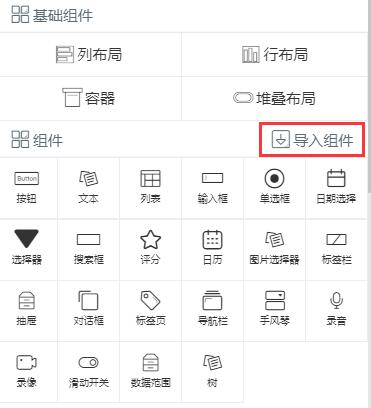 基础组件
列布局 行布局
容器 堆叠布局
组件 导入组件
Button
按钮 文本 列表 输入框 单选框 日期选择
选择器 搜索框 评分 日历 图片选择器 标签栏
抽屉 对话框 标签页 导航栏 手风琴 录音
录像 滑动开关 数据范围 树